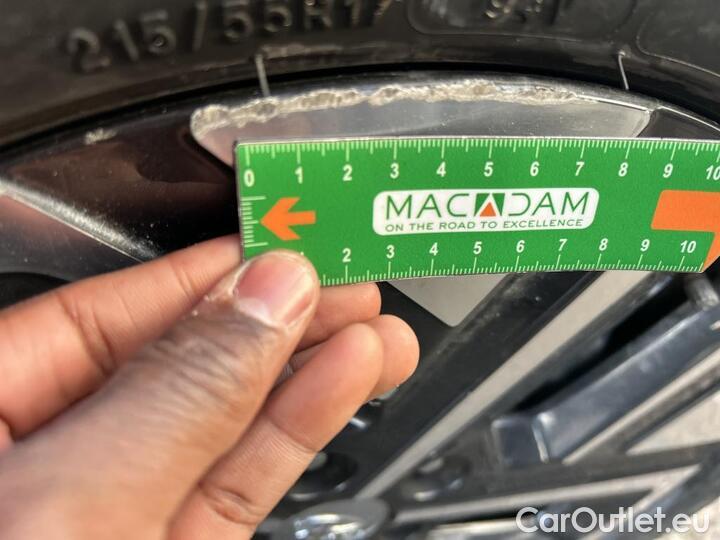 215/55R17
0 1 2 3 4 5 6 7 8 9 10
MACADAM
ON THE ROAD TO EXCELLENCE
2 3 4 5 6 7 8 9 10
CarOutlet.eu